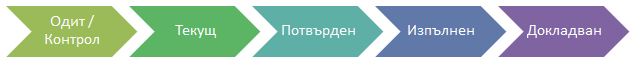 Одит /
Контрол
Текущ
Потвърден
Изпълнен
Докладван